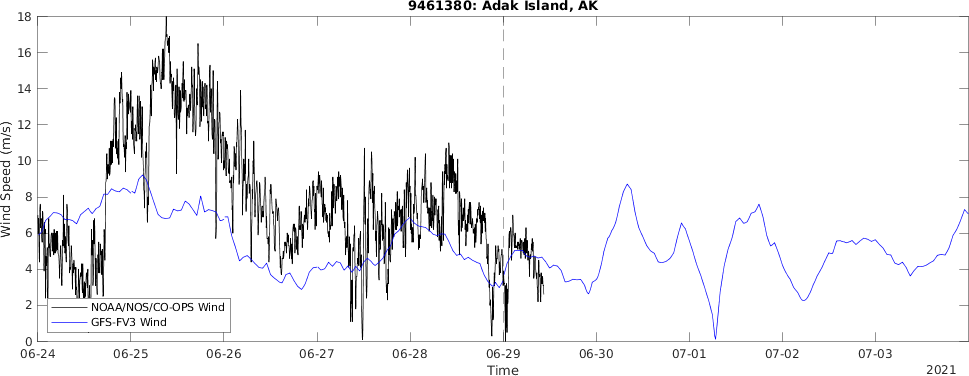 9461380: Adak Island, AK
Wind Speed (m/s)
18
16
14
12
10
8
6
4
2
0
NOAA/NOS/CO-OPS Wind
GFS-FV3 Wind
06-24 06-25 06-26 06-27 06-28 06-29 06-30 07-01 07-02 07-03
Time
2021